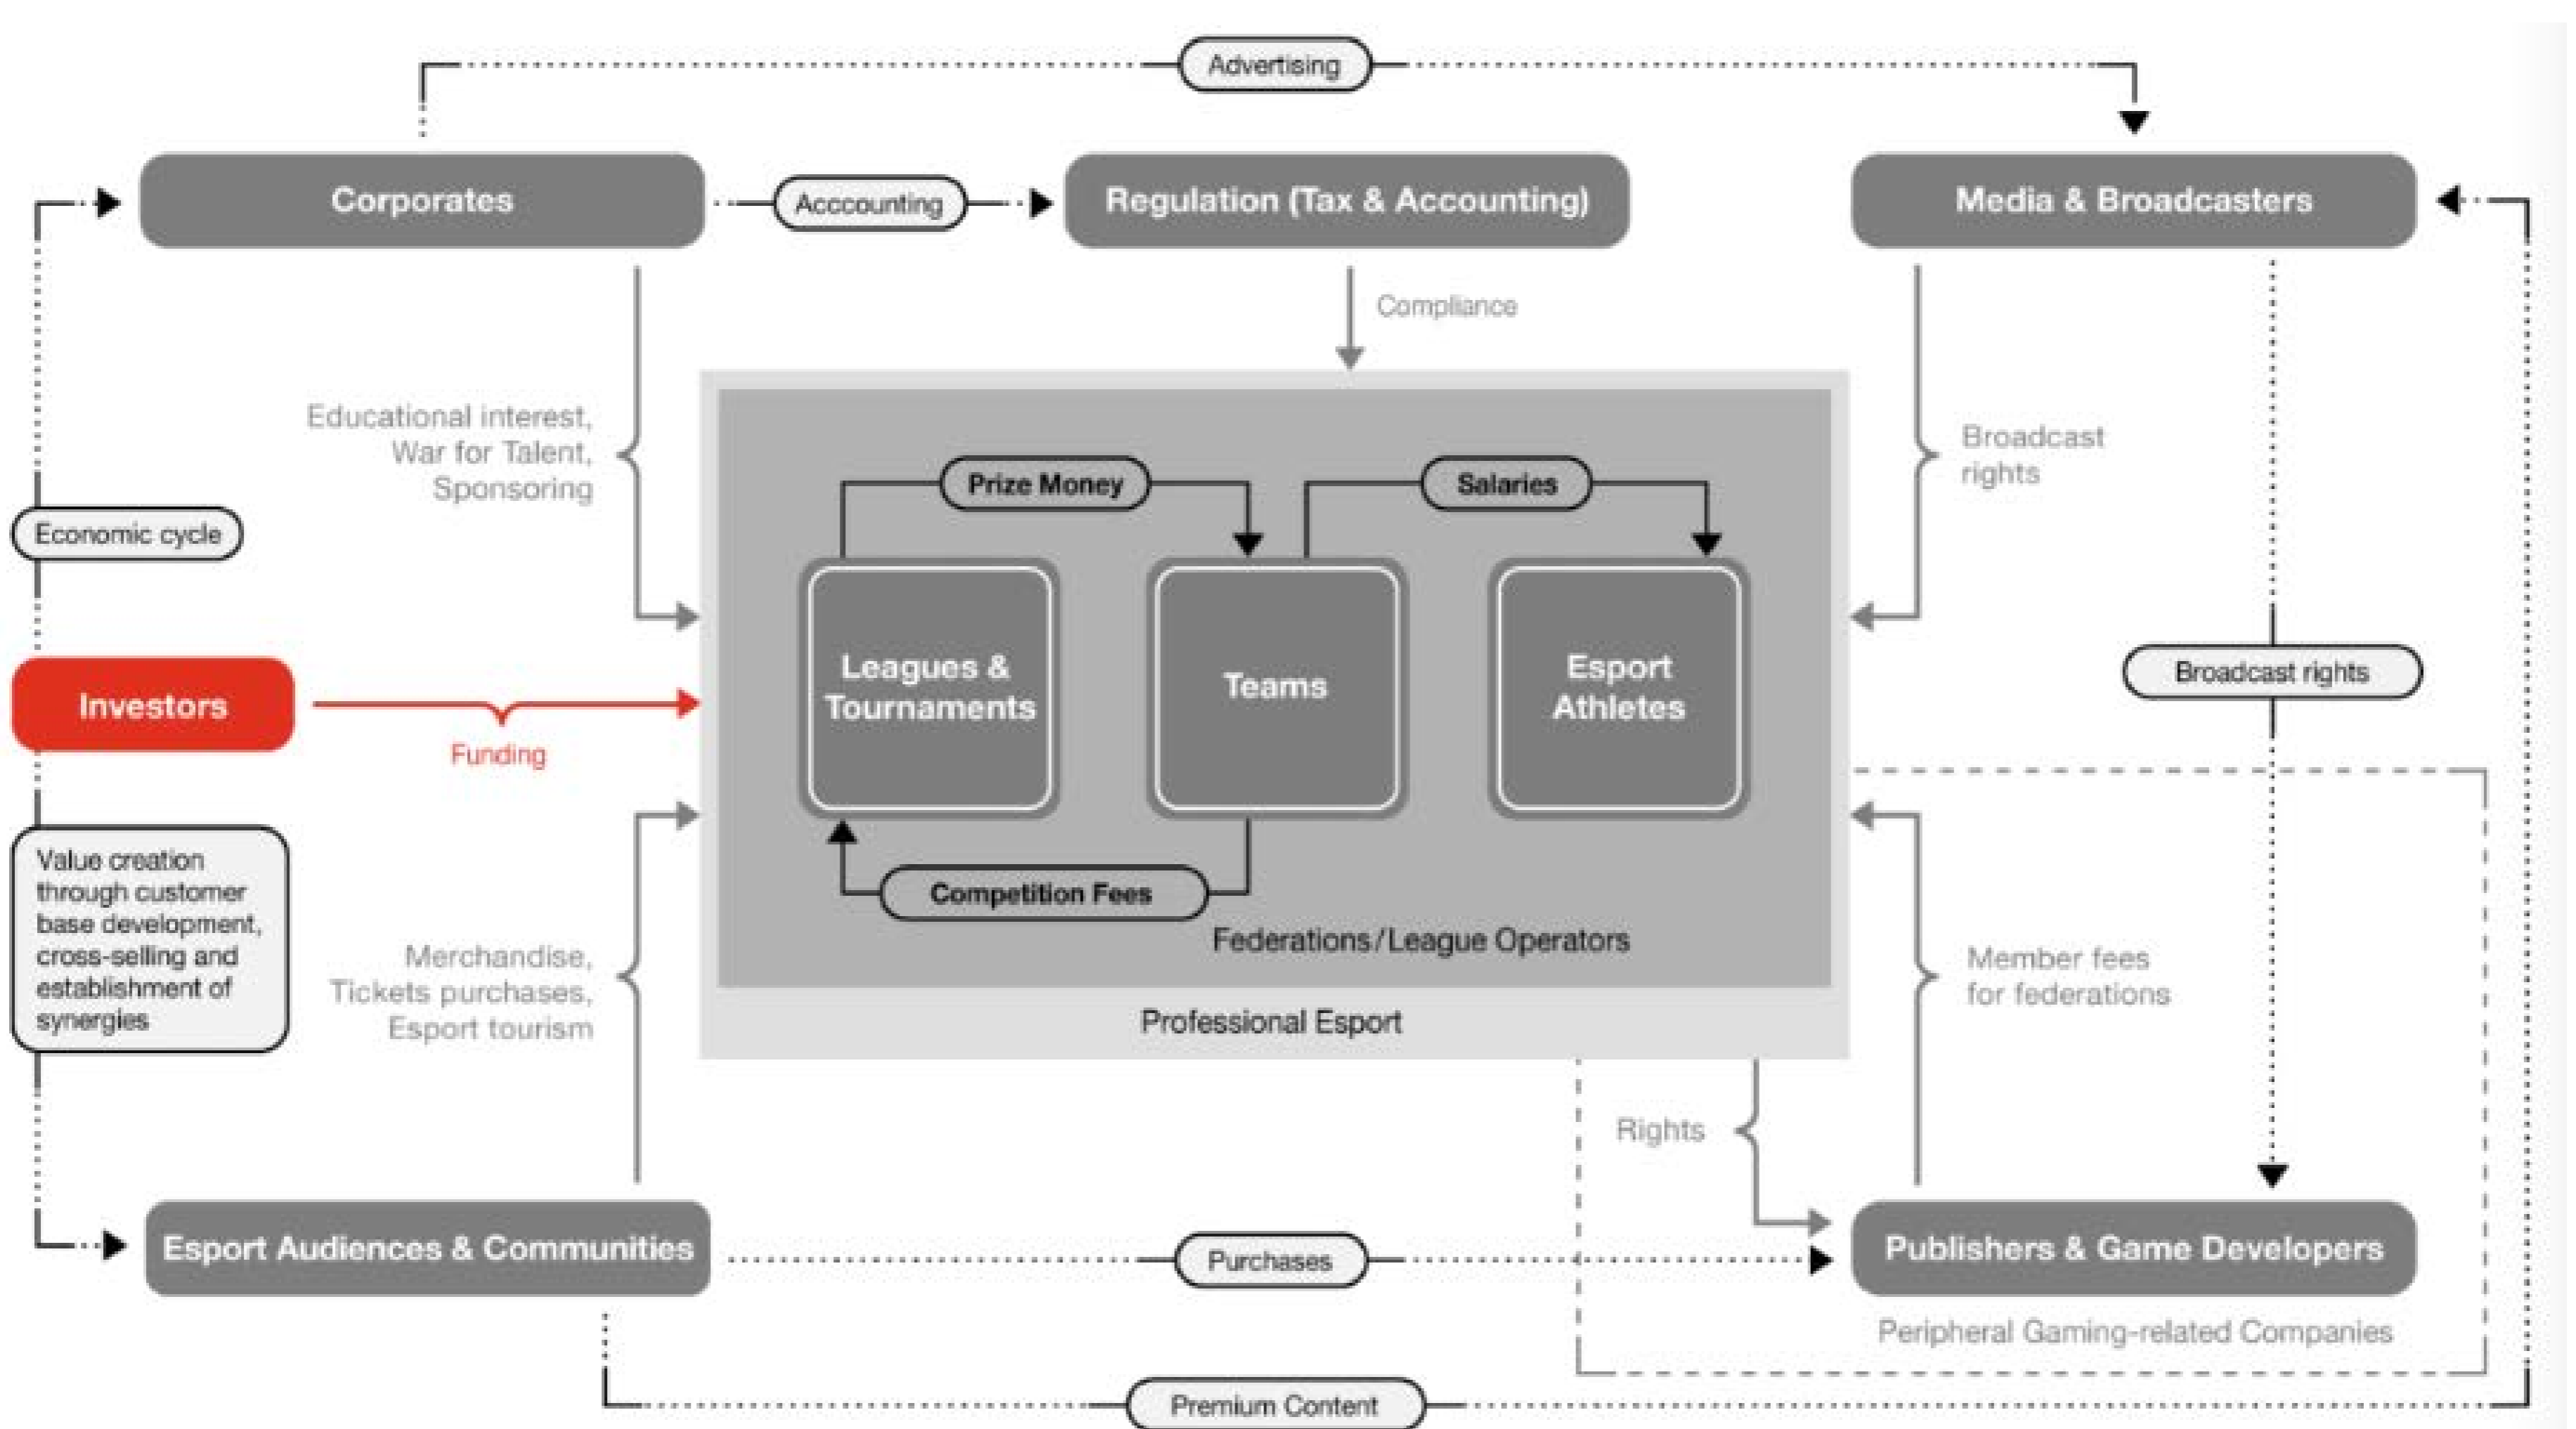 Advertising
Corporates
Acccounting
Regulation (Tax & Accounting)
Media & Broadcasters
Compliance
Educational interest,
War for Talent,
Sponsoring
Broadcast
rights
Prize Money
Salaries
Economic cycle
Leagues &
Tournaments
Teams
Esport
Athletes
Investors
Funding
Broadcast rights
Value creation
through customer
base development,
cross-selling and
establishment of
synergies
Competition Fees
Federations/League Operators
Merchandise,
Tickets purchases,
Esport tourism
Member fees
for federations
Professional Esport
Rights
Esport Audiences & Communities
Purchases
Publishers & Game Developers
Peripheral Gaming-related Companies
Premium Content